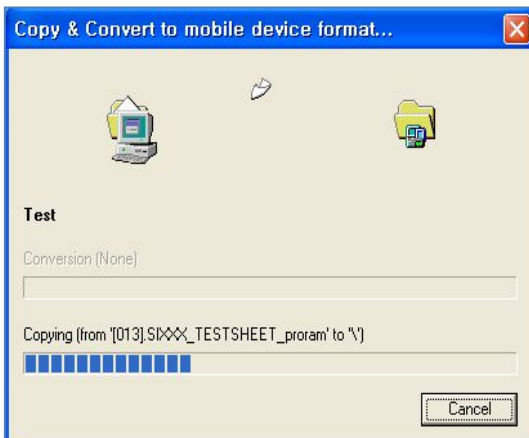 Copy & Convert to mobile device format...
Test
Conversion (None)
Copying (from '[013].SIXXX_TESTSHEET_proram' to '\')
Cancel